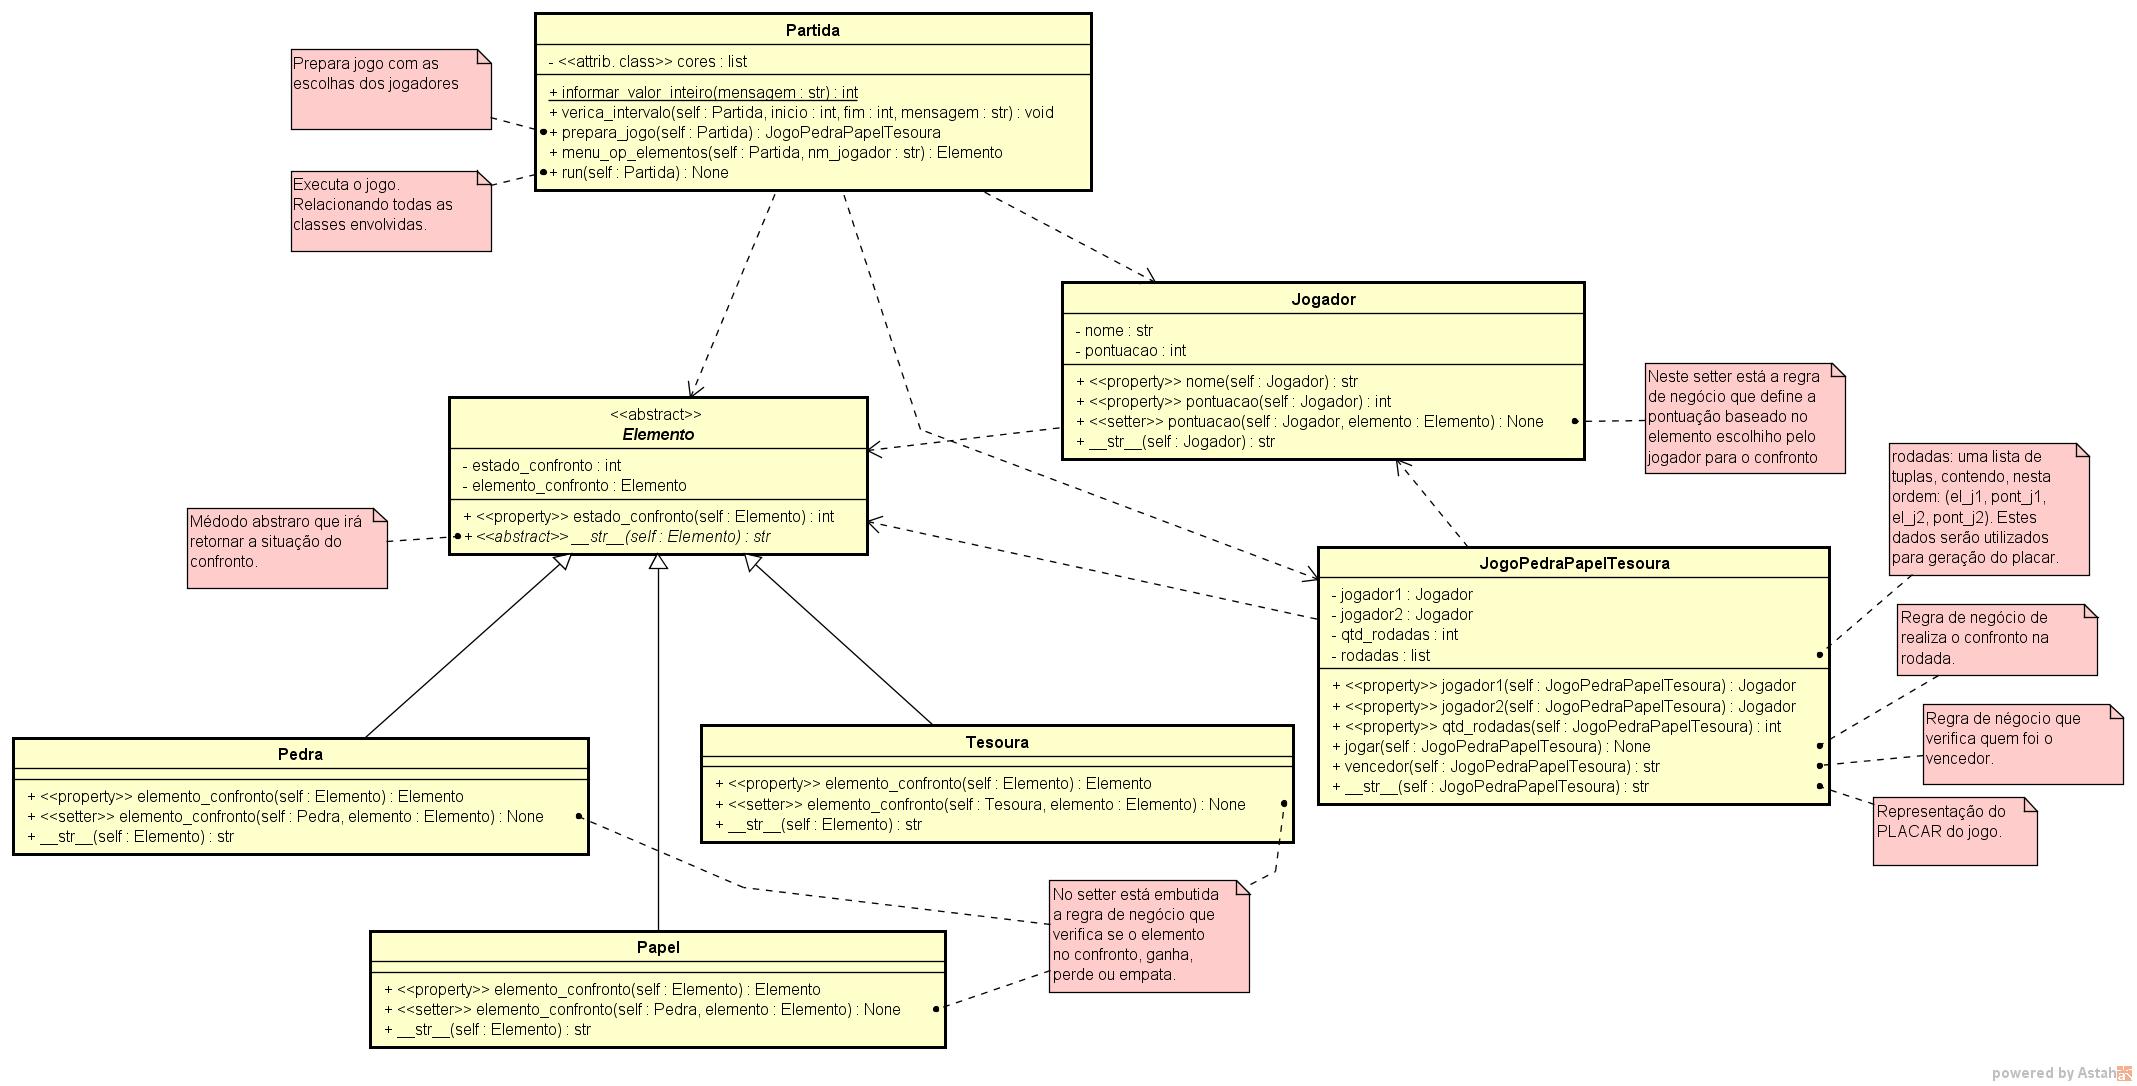 Partida
- <<attrib. class>> cores : list
+ informar_valor_inteiro(mensagem : str) : int
+ verica_intervalo(self : Partida, inicio : int, fim : int, mensagem : str) : void
+ prepara_jogo(self : Partida) : JogoPedraPapelTesoura
+ menu_op_elementos(self : Partida, nm_jogador : str) : Elemento
+ run(self : Partida) : None
Prepara jogo com as
escolhas dos jogadores
Executa o jogo.
Relacionando todas as
classes envolvidas.
Jogador
- nome : str
- pontuacao : int
+ <<property>> nome(self : Jogador) : str
+ <<property>> pontuacao(self : Jogador) : int
+ <<setter>> pontuacao(self : Jogador, elemento : Elemento) : None
+ __str__(self : Jogador) : str
Neste setter está a regra
de negócio que define a
pontuação baseado no
elemento escolhiho pelo
jogador para o confronto
<<abstract>>
Elemento
- estado_confronto : int
- elemento_confronto : Elemento
+ <<property>> estado_confronto(self : Elemento) : int
+ <<abstract>> __str__(self : Elemento) : str
Médodo abstraro que irá
retornar a situação do
confronto.
rodadas: uma lista de
tuplas, contendo, nesta
ordem: (el_j1, pont_j1,
el_j2, pont_j2). Estes
dados serão utilizados
para geração do placar.
JogoPedraPapelTesoura
- jogador1 : Jogador
- jogador2 : Jogador
- qtd_rodadas : int
- rodadas : list
+ <<property>> jogador1(self : JogoPedraPapelTesoura) : Jogador
+ <<property>> jogador2(self : JogoPedraPapelTesoura) : Jogador
+ <<property>> qtd_rodadas(self : JogoPedraPapelTesoura) : int
+ jogar(self : JogoPedraPapelTesoura) : None
+ vencedor(self : JogoPedraPapelTesoura) : str
+ __str__(self : JogoPedraPapelTesoura) : str
Regra de negócio de
realiza o confronto na
rodada.
Regra de négocio que
verifica quem foi o
vencedor.
Representação do
PLACAR do jogo.
Pedra
+ <<property>> elemento_confronto(self : Elemento) : Elemento
+ <<setter>> elemento_confronto(self : Pedra, elemento : Elemento) : None
+ __str__(self : Elemento) : str
Tesoura
+ <<property>> elemento_confronto(self : Elemento) : Elemento
+ <<setter>> elemento_confronto(self : Tesoura, elemento : Elemento) : None
+ __str__(self : Elemento) : str
No setter está embutida
a regra de negócio que
verifica se o elemento
no confronto, ganha,
perde ou empata.
Papel
+ <<property>> elemento_confronto(self : Elemento) : Elemento
+ <<setter>> elemento_confronto(self : Pedra, elemento : Elemento) : None
+ __str__(self : Elemento) : str
powered by Astah